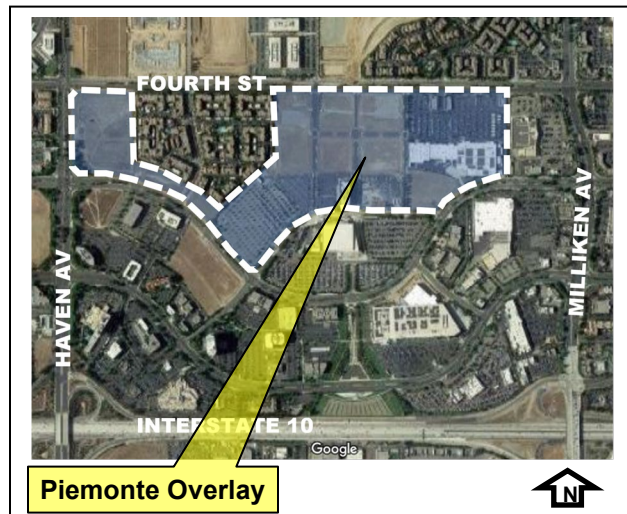 FOURTH ST
HAVEN AV
MILLIKEN AV
INTERSTATE 10
Google
Piemonte Overlay
N